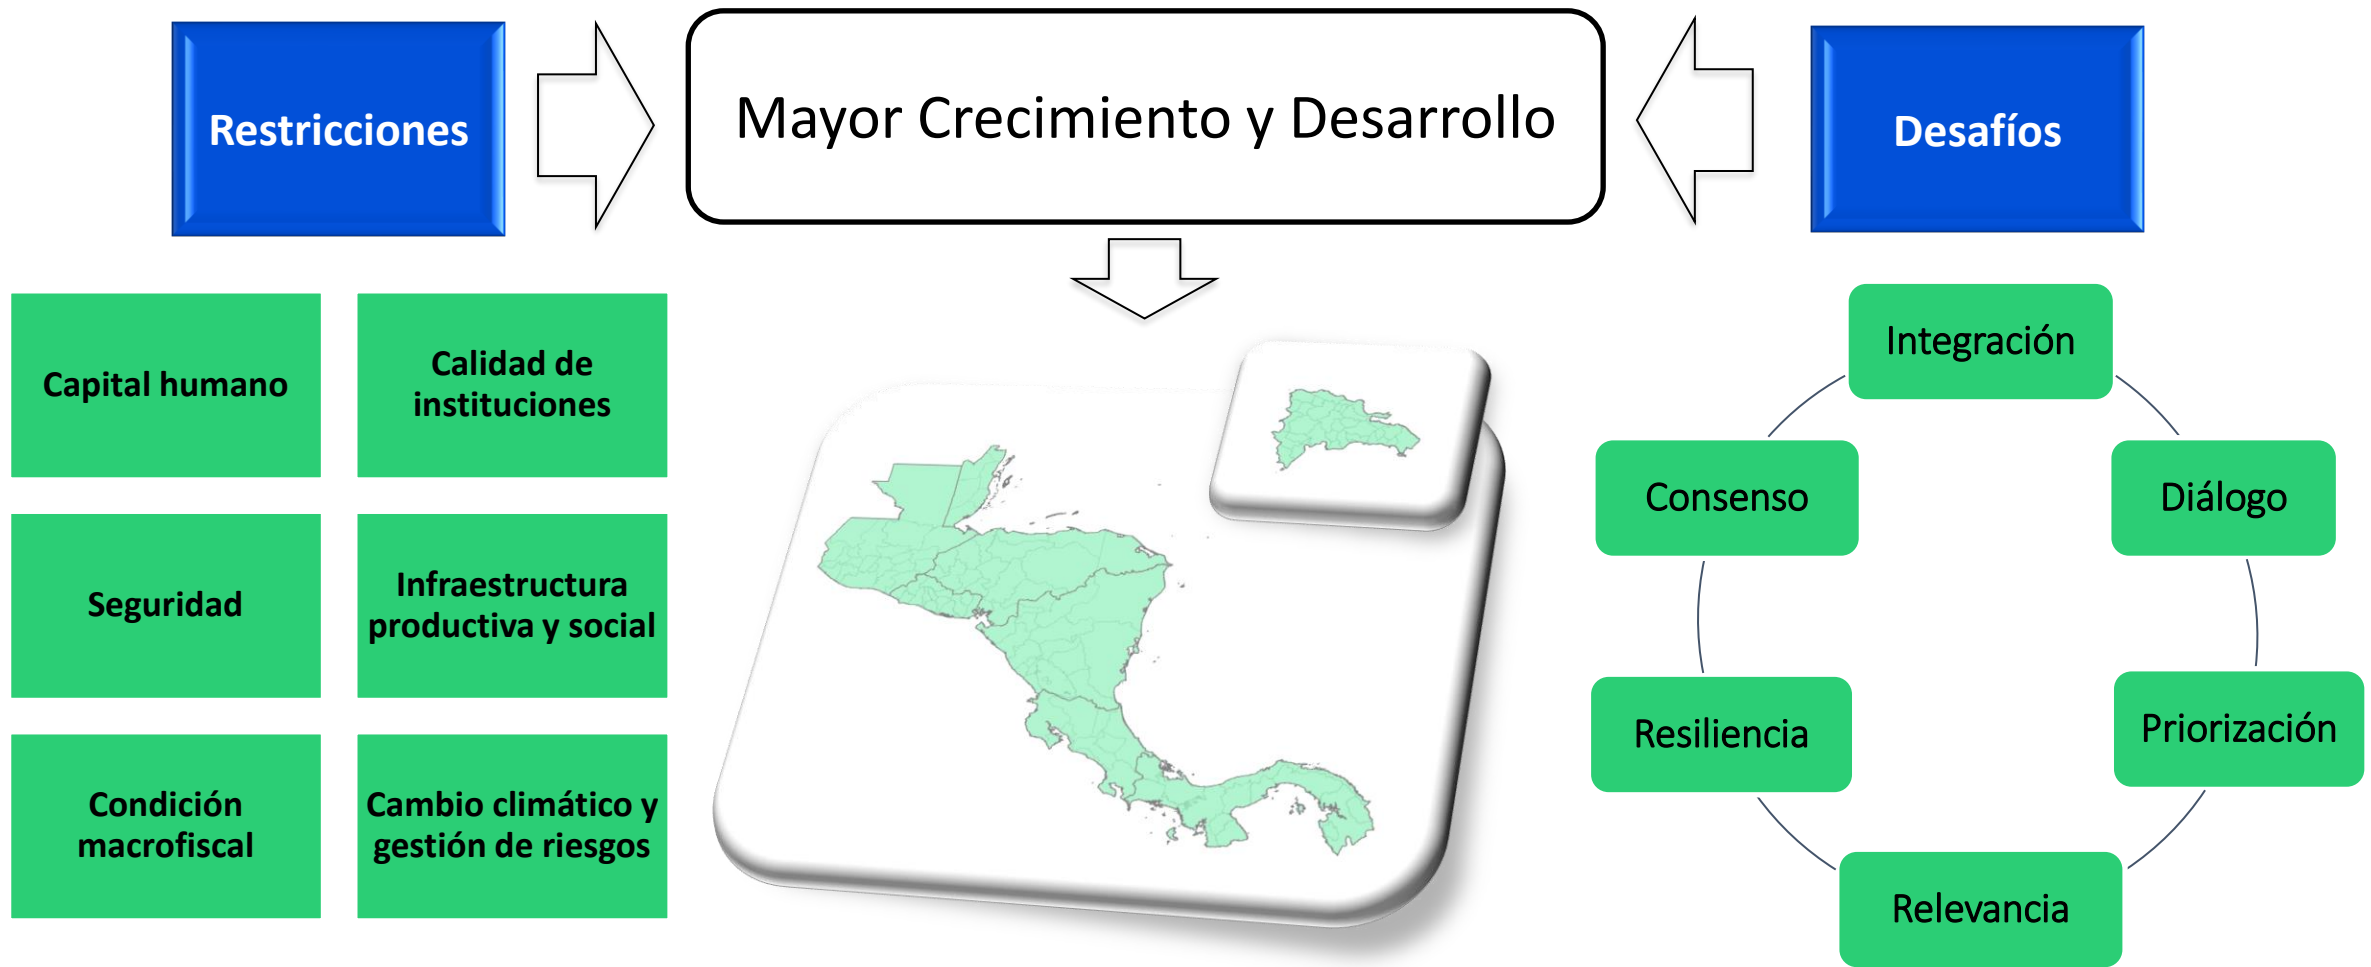 Restricciones
Mayor Crecimiento y Desarrollo
Desafíos
Capital humano
Calidad de
instituciones
Seguridad
Infraestructura
productiva y social
Condición
macrofiscal
Cambio climático y
gestión de riesgos
Integración
Diálogo
Priorización
Relevancia
Resiliencia
Consenso